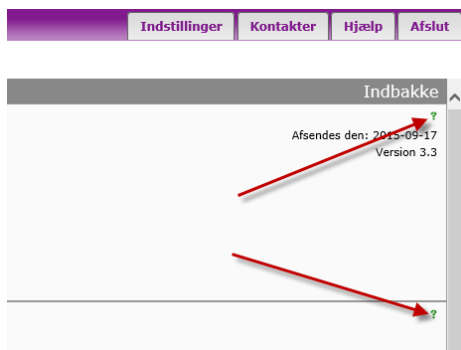 Indstillinger Kontakter Hjælp Afslut
Indbakke
?
Afsendes den: 2015-09-17
Version 3.3
?